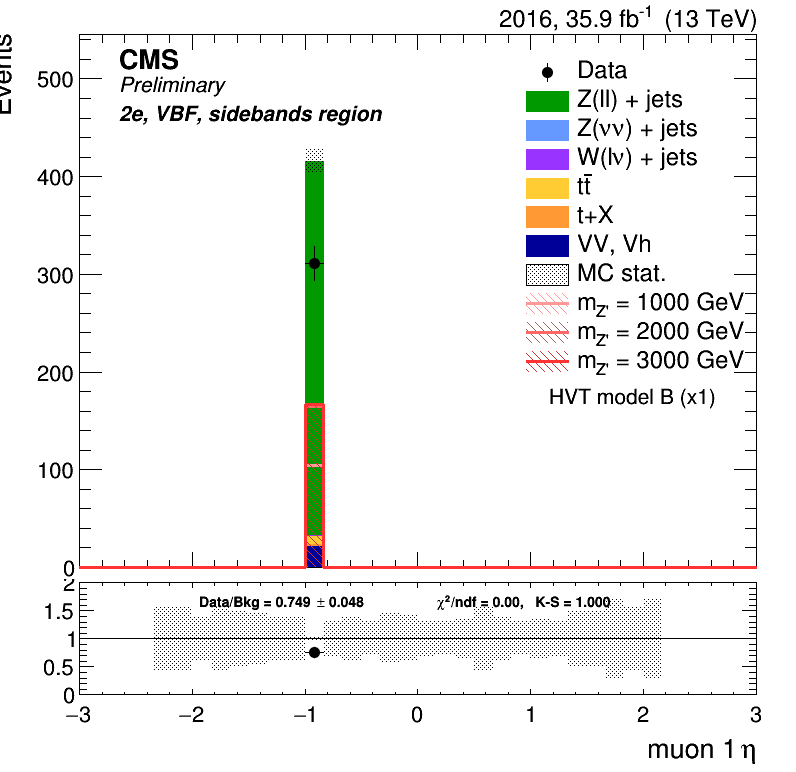 2016, 35.9 fb⁻¹ (13 TeV)
Events
CMS
Preliminary
2e, VBF, sidebands region
Data
Z(ll) + jets
Z(νν) + jets
W(lν) + jets
tt̄
t+X
VV, Vh
MC stat.
m_Z' = 1000 GeV
m_Z' = 2000 GeV
m_Z' = 3000 GeV
HVT model B (x1)
500
400
300
200
100
0
2
1.5
1
0.5
0
Data/Bkg = 0.749 ± 0.048
χ²/ndf = 0.00, K-S = 1.000
−3 −2 −1 0 1 2 3
muon 1 η